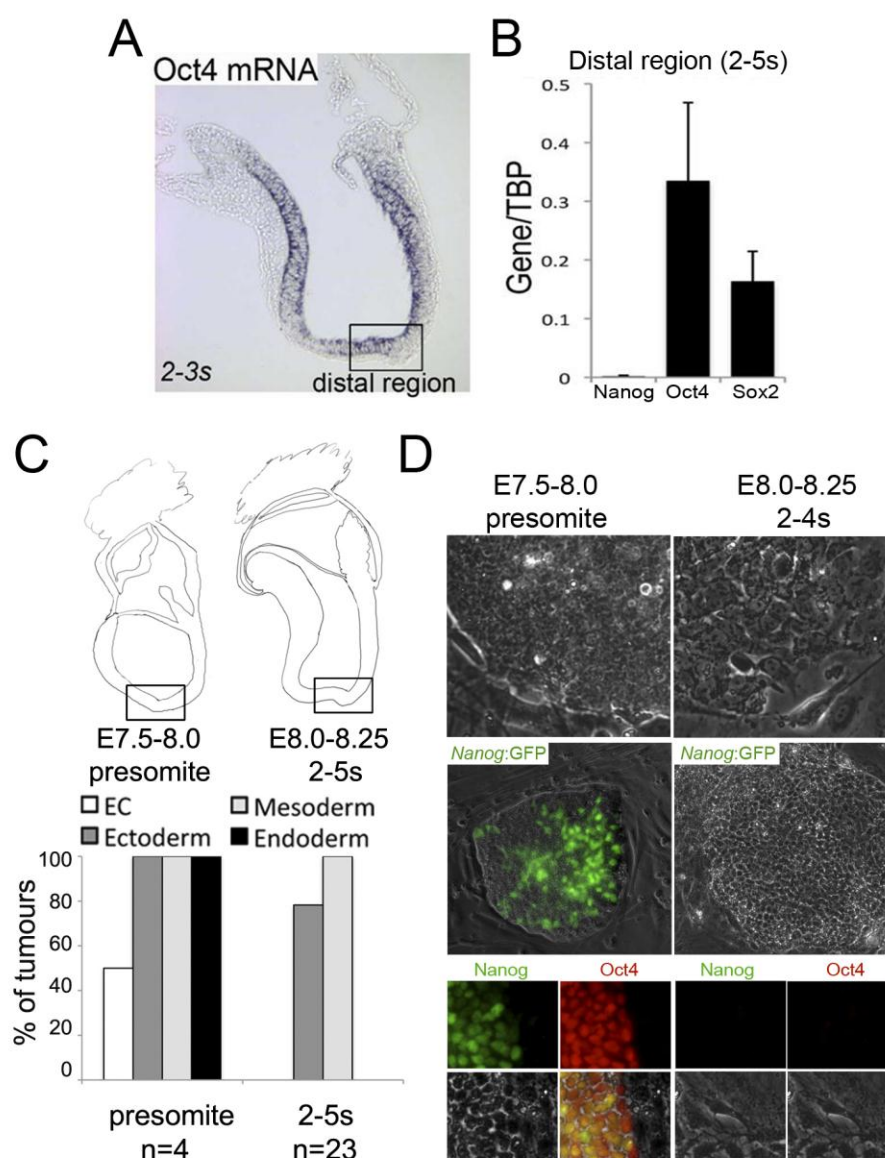 A
Oct4 mRNA
2-3s
distal region
B
Distal region (2-5s)
Gene/TBP
0.5
0.4
0.3
0.2
0.1
0
Nanog Oct4 Sox2
C
E7.5-8.0
presomite
E8.0-8.25
2-5s
EC Mesoderm
Ectoderm Endoderm
% of tumours
100
80
60
40
20
0
presomite
n=4
2-5s
n=23
D
E7.5-8.0
presomite
E8.0-8.25
2-4s
Nanog:GFP
Nanog:GFP
Nanog Oct4 Nanog Oct4